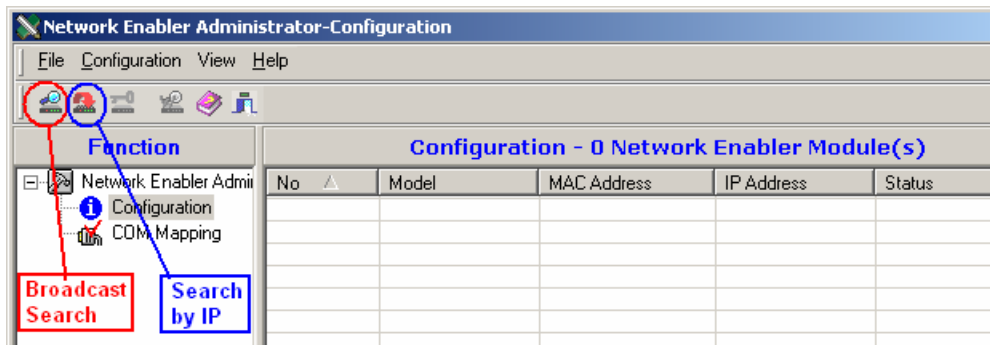 Network Enabler Administrator-Configuration
File Configuration View Help
Function
Configuration - 0 Network Enabler Module(s)
Network Enabler Admi
Configuration
COM Mapping
No Model MAC Address IP Address Status
Broadcast
Search
Search
by IP